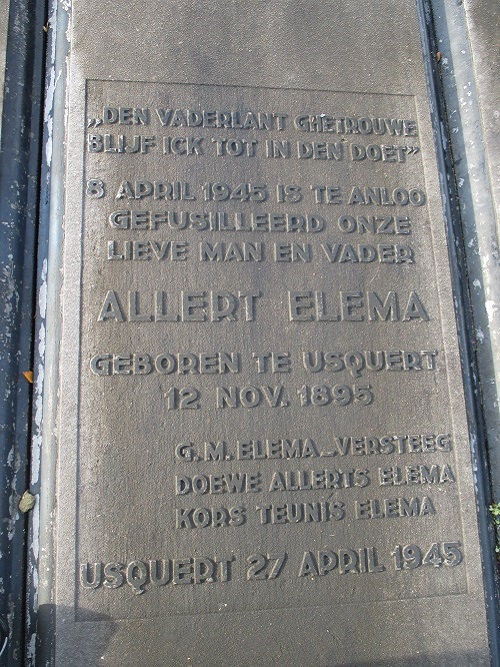 „DEN VADERLANT GHETROUWE
BLIJF ICK TOT IN DEN DOET”
8 APRIL 1945 IS TE ANLOO
GEFUSILLEERD ONZE
LIEVE MAN EN VADER
ALLERT ELEMA
GEBOREN TE USQUERT
12 NOV. 1895
G. M. ELEMA_VERSTEEG
DOEWE ALLERTS ELEMA
KORS TEUNIS ELEMA
USQUERT 27 APRIL 1945